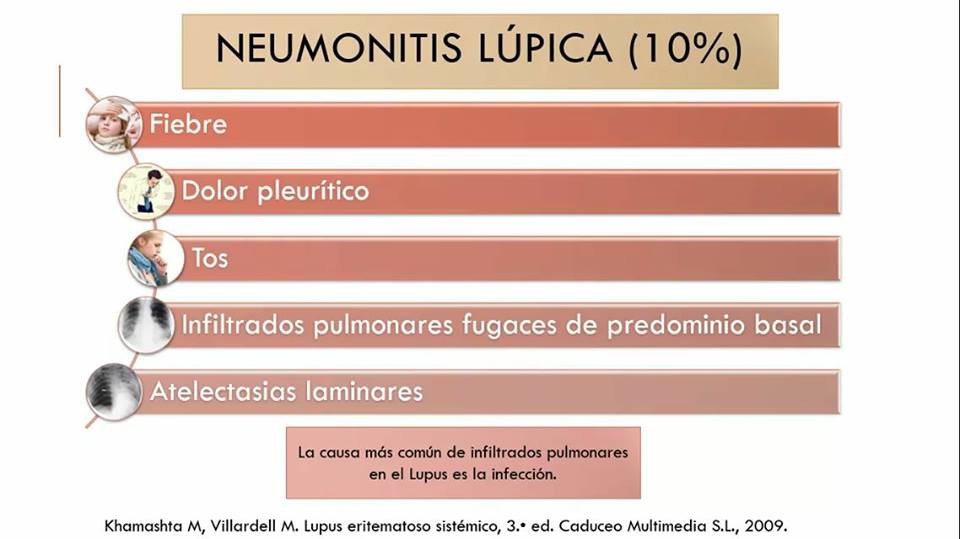 NEUMONITIS LÚPICA (10%)
Fiebre
Dolor pleurítico
Tos
Infiltrados pulmonares fugaces de predominio basal
Atelectasias laminares
La causa más común de infiltrados pulmonares
en el Lupus es la infección.
Khamashta M, Villardell M. Lupus eritematoso sistémico, 3.ª ed. Caduceo Multimedia S.L., 2009.